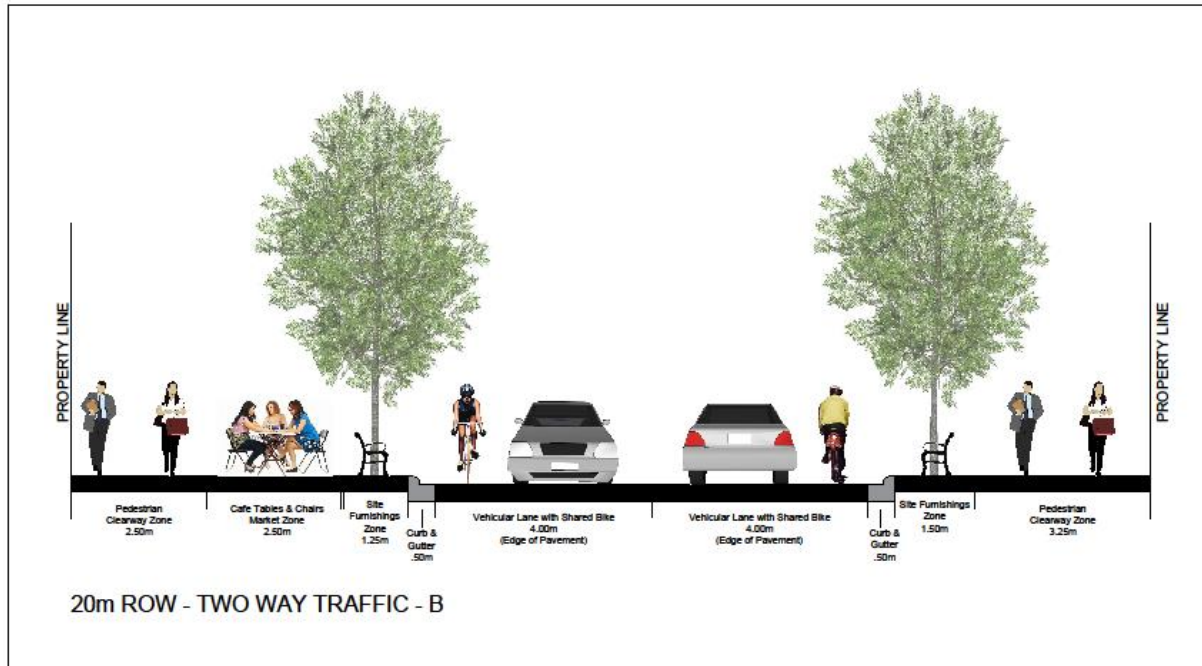 PROPERTY LINE
PROPERTY LINE
Pedestrian
Clearway Zone
2.50m
Cafe Tables & Chairs
Market Zone
2.50m
Site
Furnishings
Zone
1.25m
Curb &
Gutter
.50m
Vehicular Lane with Shared Bike
4.00m
(Edge of Pavement)
Vehicular Lane with Shared Bike
4.00m
(Edge of Pavement)
Curb &
Gutter
.50m
Site Furnishings
Zone
1.50m
Pedestrian
Clearway Zone
3.25m
20m ROW - TWO WAY TRAFFIC - B